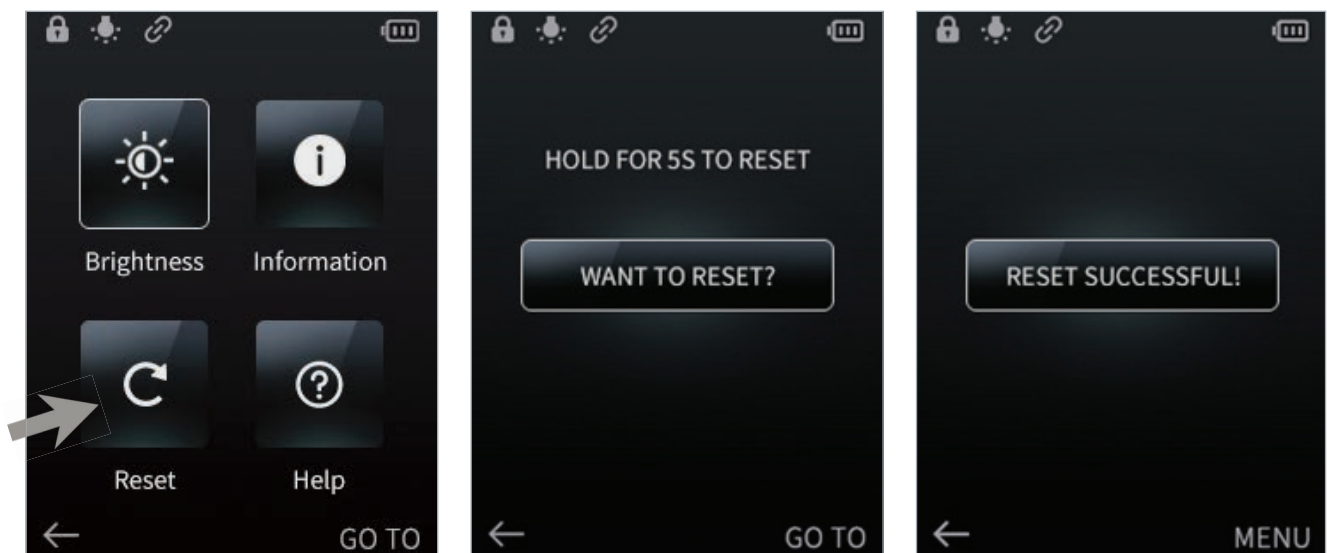 Brightness
Information
Reset
Help
GO TO
HOLD FOR 5S TO RESET
WANT TO RESET?
GO TO
RESET SUCCESSFUL!
MENU